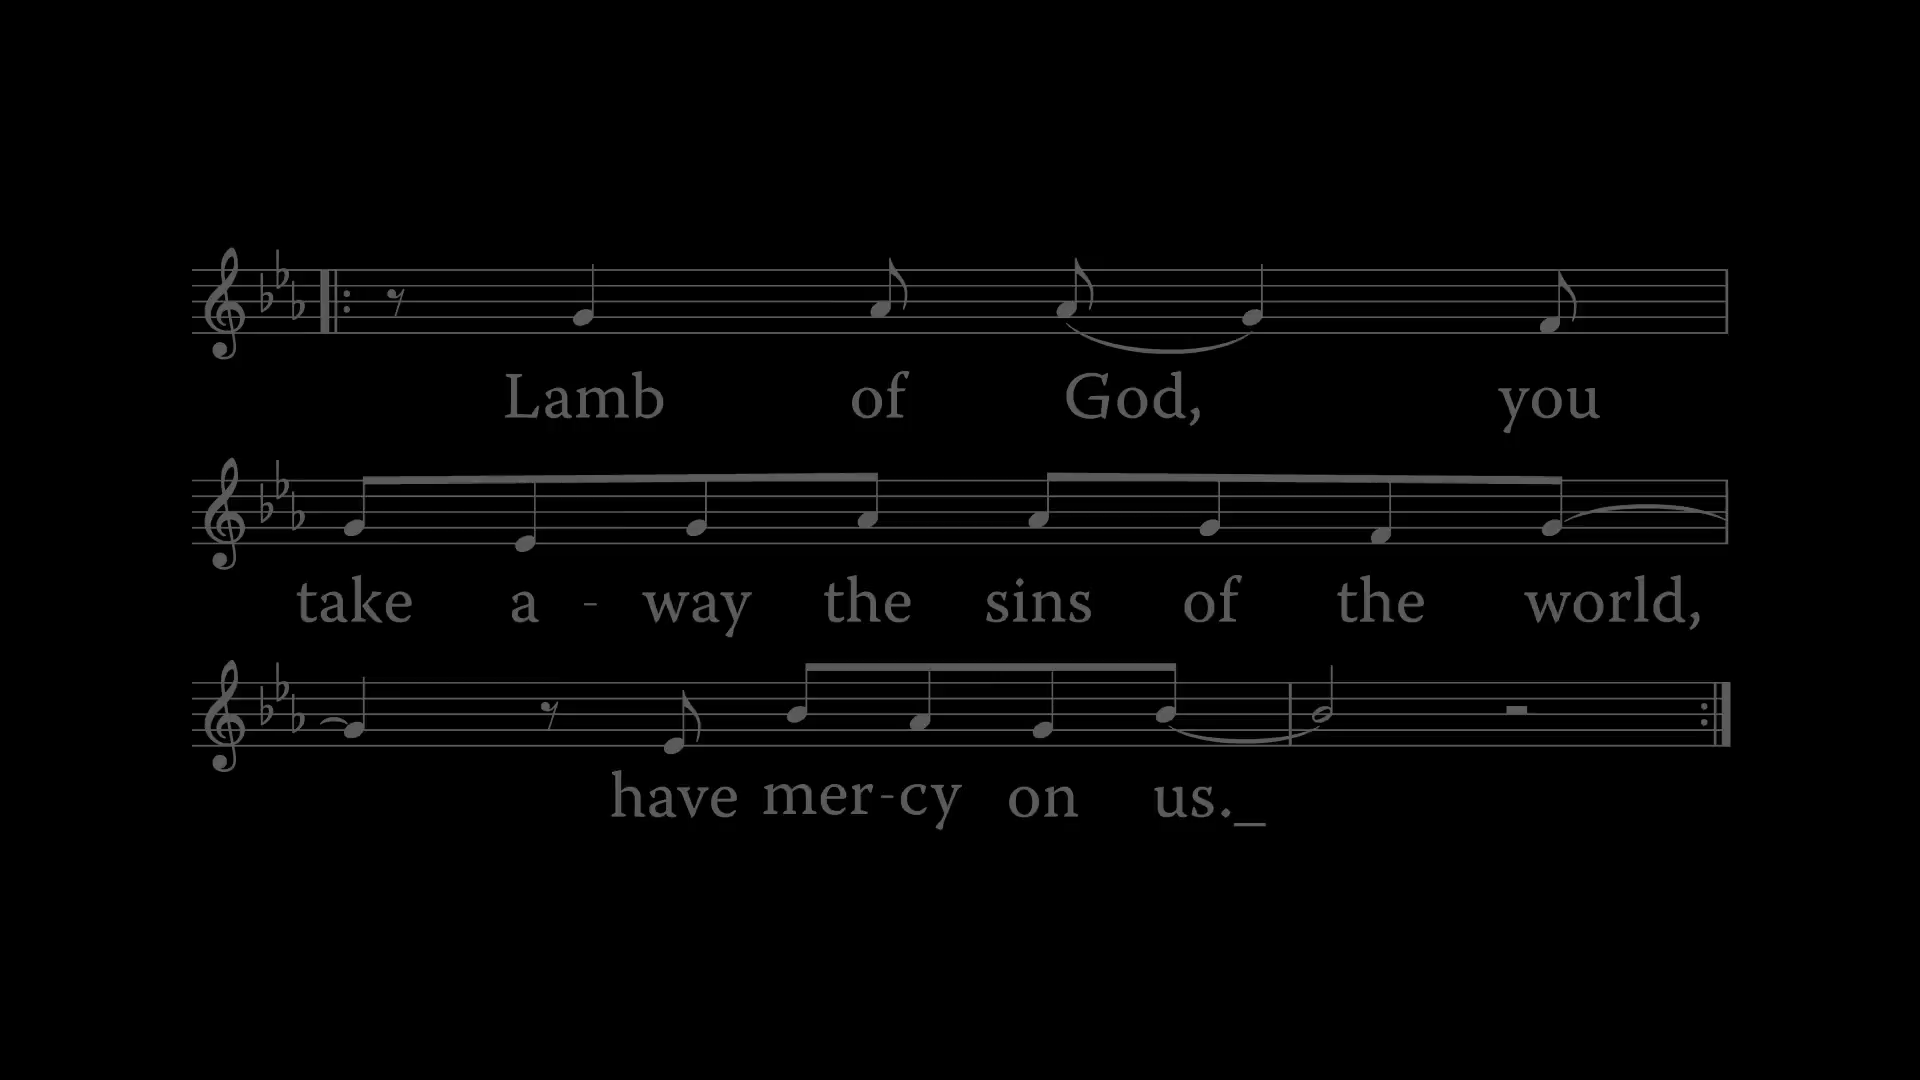 Lamb of God, you
take a - way the sins of the world,
have mer-cy on us._